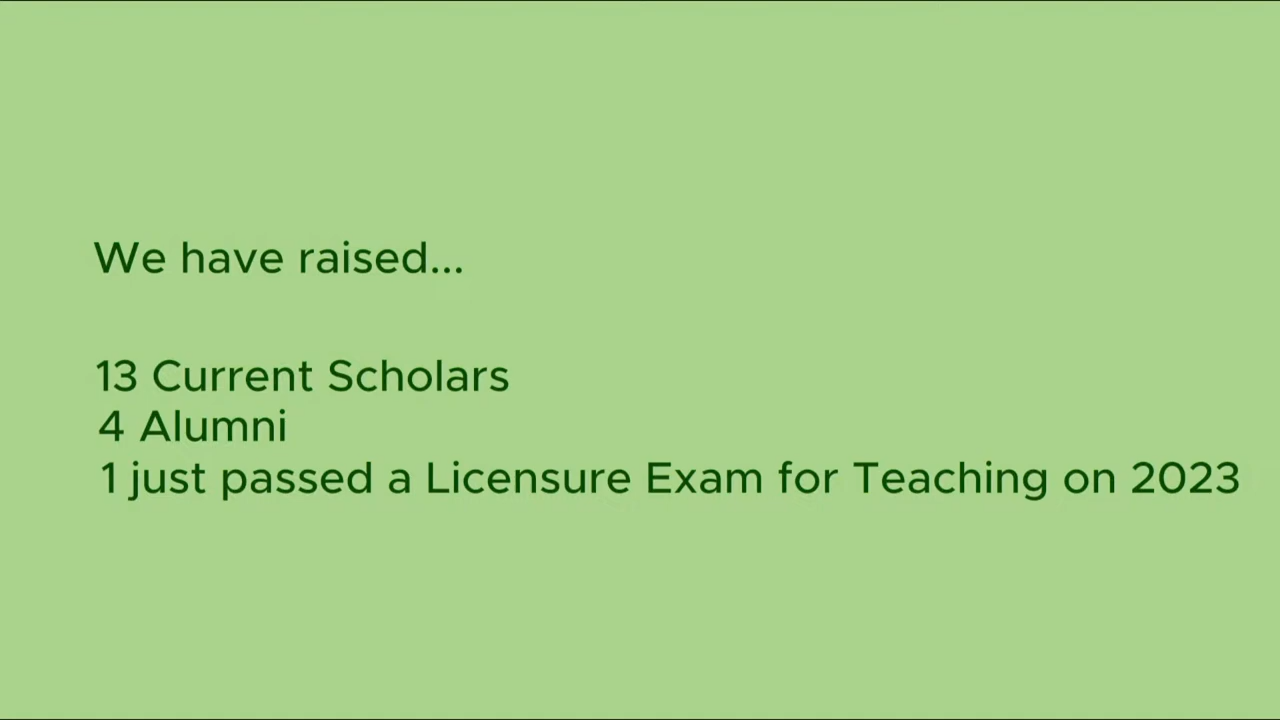 We have raised...
13 Current Scholars
4 Alumni
1 just passed a Licensure Exam for Teaching on 2023